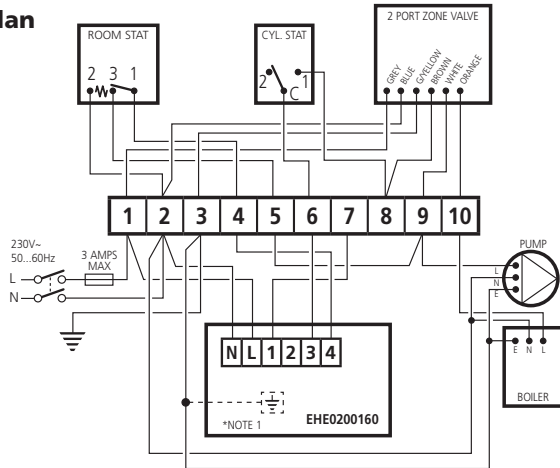 lan
ROOM STAT
2 3 1
CYL. STAT
2 1
C
2 PORT ZONE VALVE
GREY
BLUE
G/YELLOW
BROWN
WHITE
ORANGE
1 2 3 4 5 6 7 8 9 10
230V~
50...60Hz
3 AMPS
MAX
L
N
PUMP
L
N
E
N L 1 2 3 4
E N L
BOILER
*NOTE 1
EHE0200160